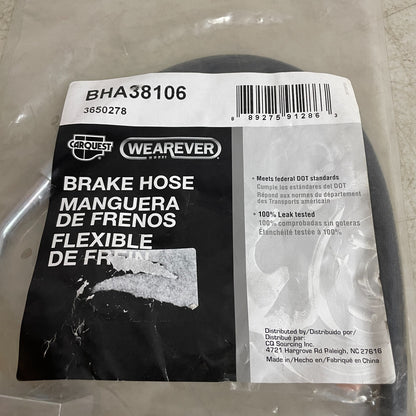 BHA38106
3650278
8 89275 91286 3
CARQUEST
WEAREVER
BRAKE HOSE
MANGUERA
DE FRENOS
FLEXIBLE
DE
• Meets federal DOT standards
Cumple los estándares del DOT
Répond aux normes du département
des Transports américain
• 100% Leak tested
100% comprobadas sin goteras
Étanchéité testée à 100%
Distributed by/Distribuido por/
Distribué par:
CQ Sourcing Inc.
4721 Hargrove Rd Raleigh, NC 27616
Made in/Hecho en/Fabriqué en China